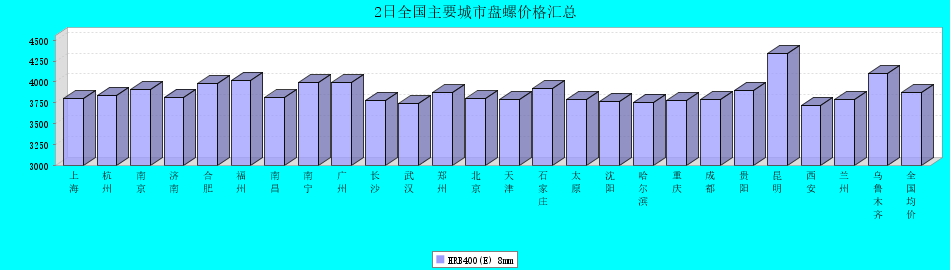 2日全国主要城市盘螺价格汇总
4500
4250
4000
3750
3500
3250
3000
上海
杭州
南京
济南
合肥
福州
南昌
南宁
广州
长沙
武汉
郑州
北京
天津
石家庄
太原
沈阳
哈尔滨
重庆
成都
贵阳
昆明
西安
兰州
乌鲁木齐
全国均价
HRB400(E) 8mm